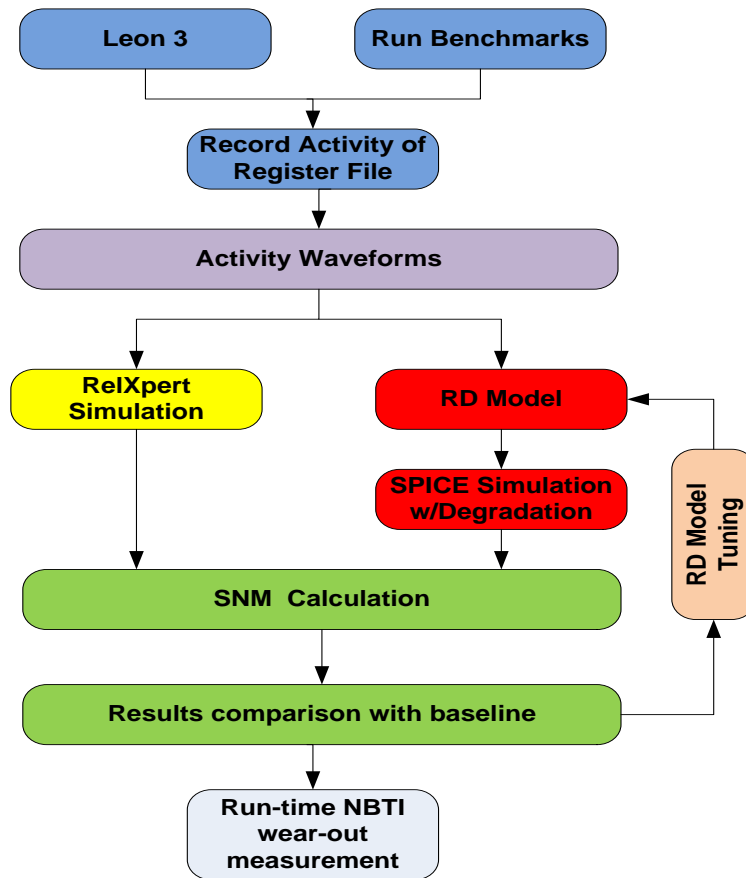 Leon 3
Run Benchmarks
Record Activity of
Register File
Activity Waveforms
RelXpert
Simulation
RD Model
SPICE Simulation
w/Degradation
RD Model
Tuning
SNM Calculation
Results comparison with baseline
Run-time NBTI
wear-out
measurement